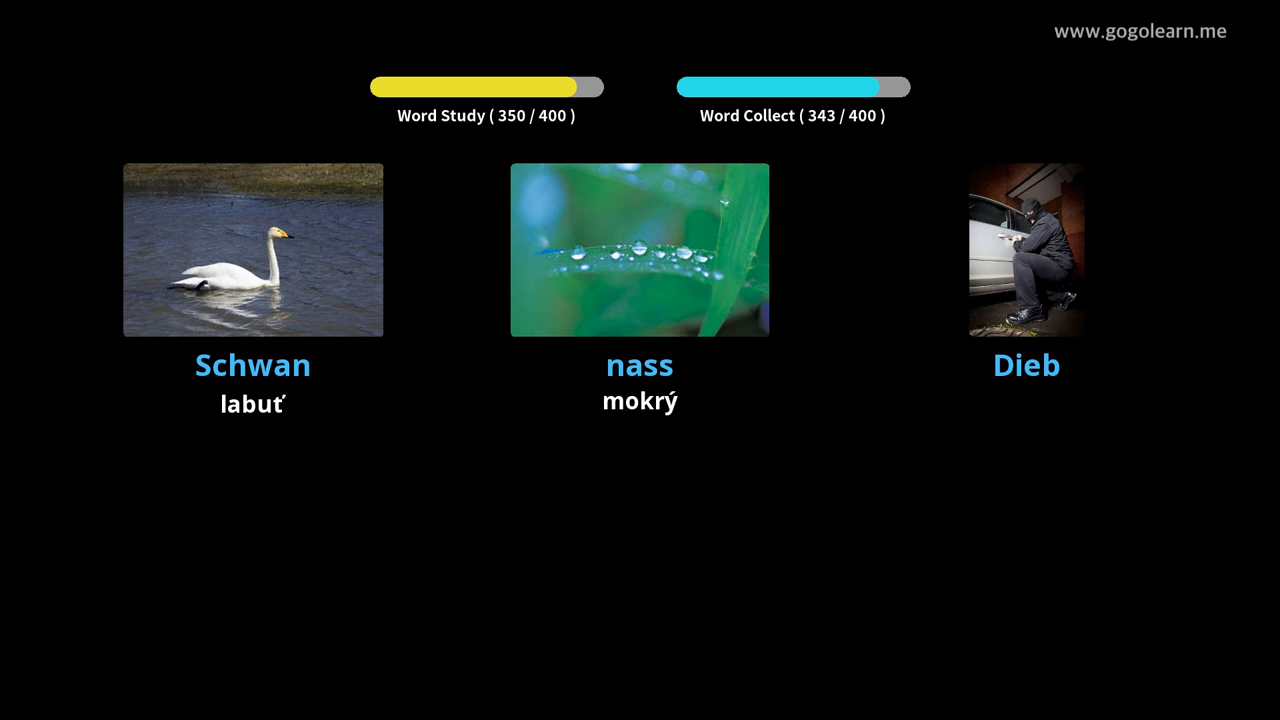 www.gogolearn.me
Word Study ( 350 / 400 )
Word Collect ( 343 / 400 )
Schwan
labuť
nass
mokrý
Dieb